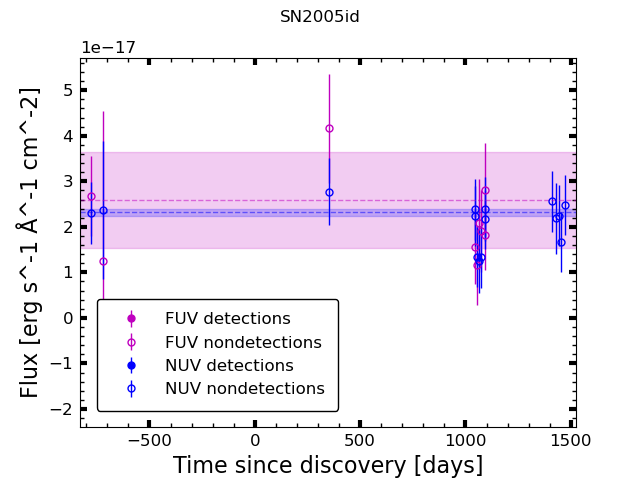 SN2005id
1e−17
5
4
3
2
1
0
−1
−2
Flux [erg s^-1 Å^-1 cm^-2]
FUV detections
FUV nondetections
NUV detections
NUV nondetections
−500 0 500 1000 1500
Time since discovery [days]